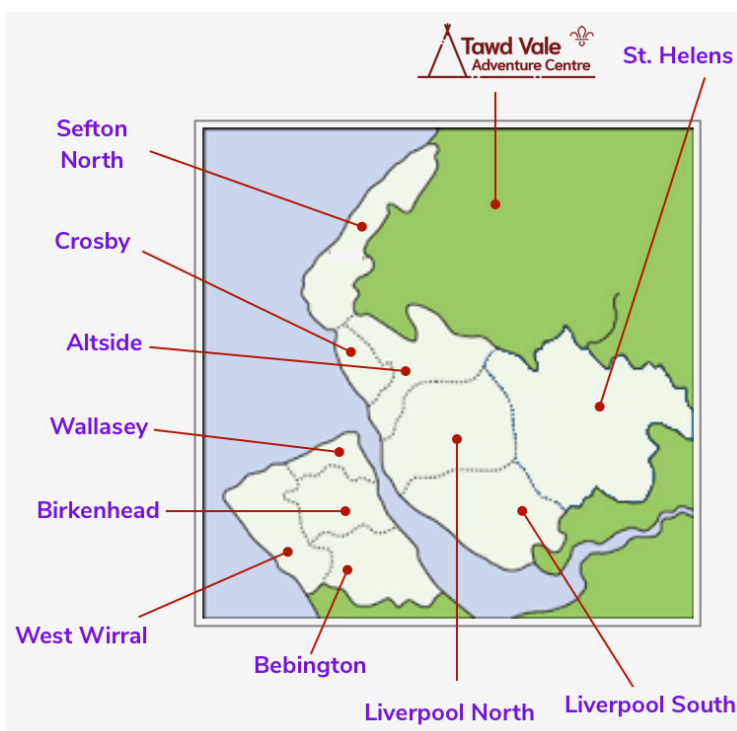 Tawd Vale
Adventure Centre
St. Helens
Sefton
North
Crosby
Altside
Wallasey
Birkenhead
West Wirral
Bebington
Liverpool North
Liverpool South